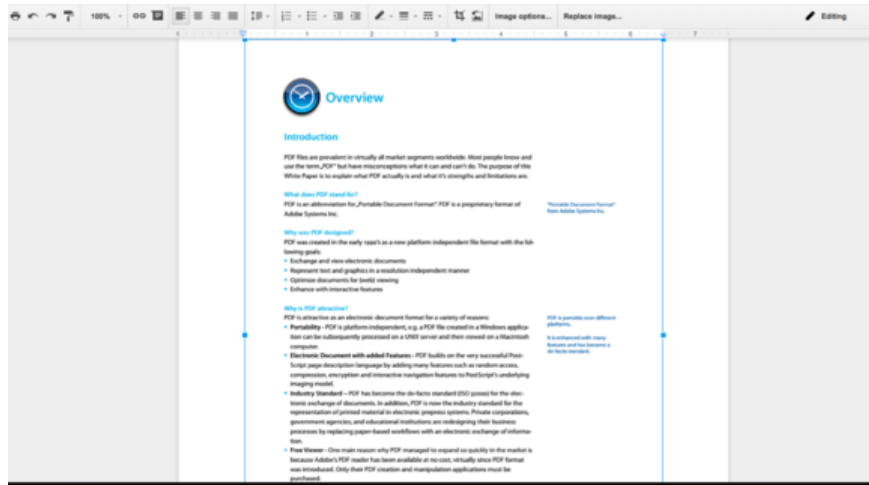 100%
Image options... Replace image... Editing
1 1 2 3 4 5 6 7
Overview
Introduction
PDF files are prevalent in virtually all market segments worldwide. Most people know and
use the term „PDF" but have misconceptions what it can and can't do. The purpose of this
White Paper is to explain what PDF actually is and what it's strengths and limitations are.
What does PDF stand for?
PDF is an abbreviation for „Portable Document Format". PDF is a proprietary format of
Adobe Systems Inc.
"Portable Document Format"
from Adobe Systems Inc.
Why was PDF designed?
PDF was created in the early 1990's as a new platform independent file format with the fol-
lowing goals:
• Exchange and view electronic documents
• Represent text and graphics in a resolution independent manner
• Optimize documents for (web) viewing
• Enhance with interactive features
Why is PDF attractive?
PDF is attractive as an electronic document format for a variety of reasons:
• Portability - PDF is platform independent, e.g. a PDF file created in a Windows applica-
tion can be subsequently processed on a UNIX server and then viewed on a Macintosh
computer.
• Electronic Document with added Features - PDF builds on the very successful Post-
Script page description language by adding many features such as random access,
compression, encryption and interactive navigation features to PostScript's underlying
imaging model.
• Industry Standard – PDF has become the de-facto standard (ISO 32000) for the elec-
tronic exchange of documents. In addition, PDF is now the industry standard for the
representation of printed material in electronic prepress systems. Private corporations,
government agencies, and educational institutions are redesigning their business
processes by replacing paper-based workflows with an electronic exchange of informa-
tion.
• Free Viewer - One main reason why PDF managed to expand so quickly in the market is
because Adobe's PDF reader has been available at no cost, virtually since PDF format
was introduced. Only their PDF creation and manipulation applications must be
purchased.
PDF is portable over different
platforms.
It is enhanced with many
features and has become a
de-facto standard.